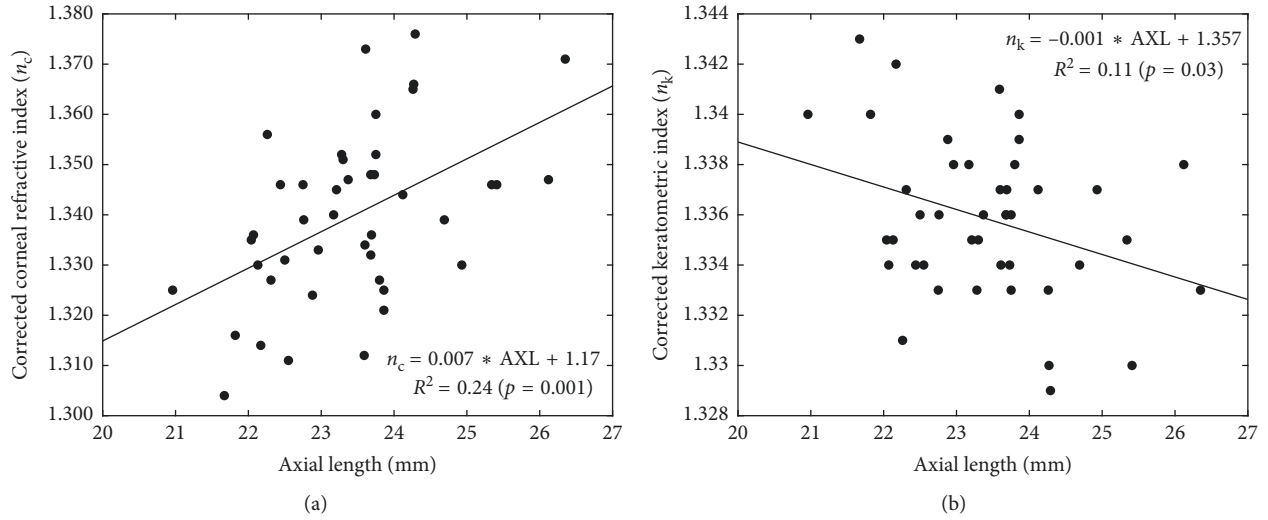 Corrected corneal refractive index (n_c)
1.380
1.370
1.360
1.350
1.340
1.330
1.320
1.310
1.300
n_c = 0.007 ∗ AXL + 1.17
R² = 0.24 (p = 0.001)
20 21 22 23 24 25 26 27
Axial length (mm)
(a)
Corrected keratometric index (n_k)
1.344
1.342
1.34
1.338
1.336
1.334
1.332
1.33
1.328
n_k = –0.001 ∗ AXL + 1.357
R² = 0.11 (p = 0.03)
20 21 22 23 24 25 26 27
Axial length (mm)
(b)